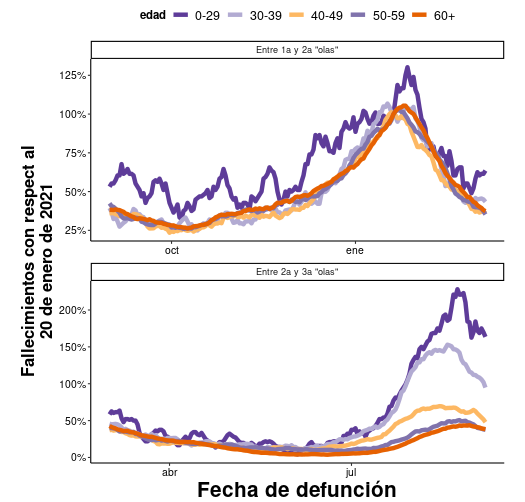 edad 0-29 30-39 40-49 50-59 60+
Entre 1a y 2a "olas"
125%
100%
75%
50%
25%
oct ene
Entre 2a y 3a "olas"
200%
150%
100%
50%
0%
abr jul
Fallecimientos con respect al
20 de enero de 2021
Fecha de defunción